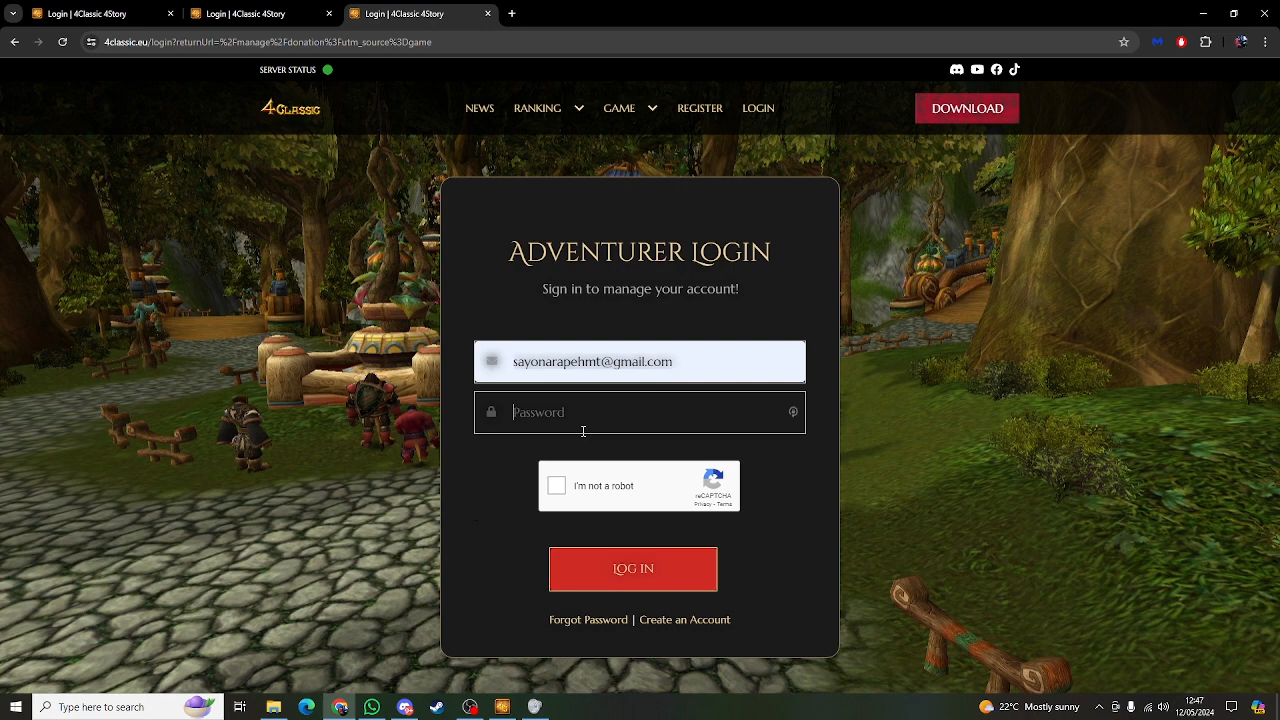 Login | 4Classic 4Story
Login | 4Classic 4Story
Login | 4Classic 4Story
4classic.eu/login?returnUrl=%2Fmanage%2Fdonation%3Futm_source%3Dgame
SERVER STATUS
4Classic
NEWS
RANKING
GAME
REGISTER
LOGIN
DOWNLOAD
Adventurer Login
Sign in to manage your account!
sayonarapehmt@gmail.com
Password
I'm not a robot
reCAPTCHA
Privacy - Terms
Log in
Forgot Password | Create an Account
Type here to search
22°C Mostly sunny
12:47
12/05/2024